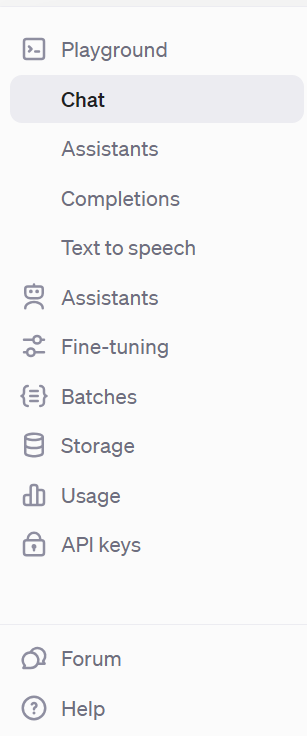 Playground
Chat
Assistants
Completions
Text to speech
Assistants
Fine-tuning
Batches
Storage
Usage
API keys
Forum
Help